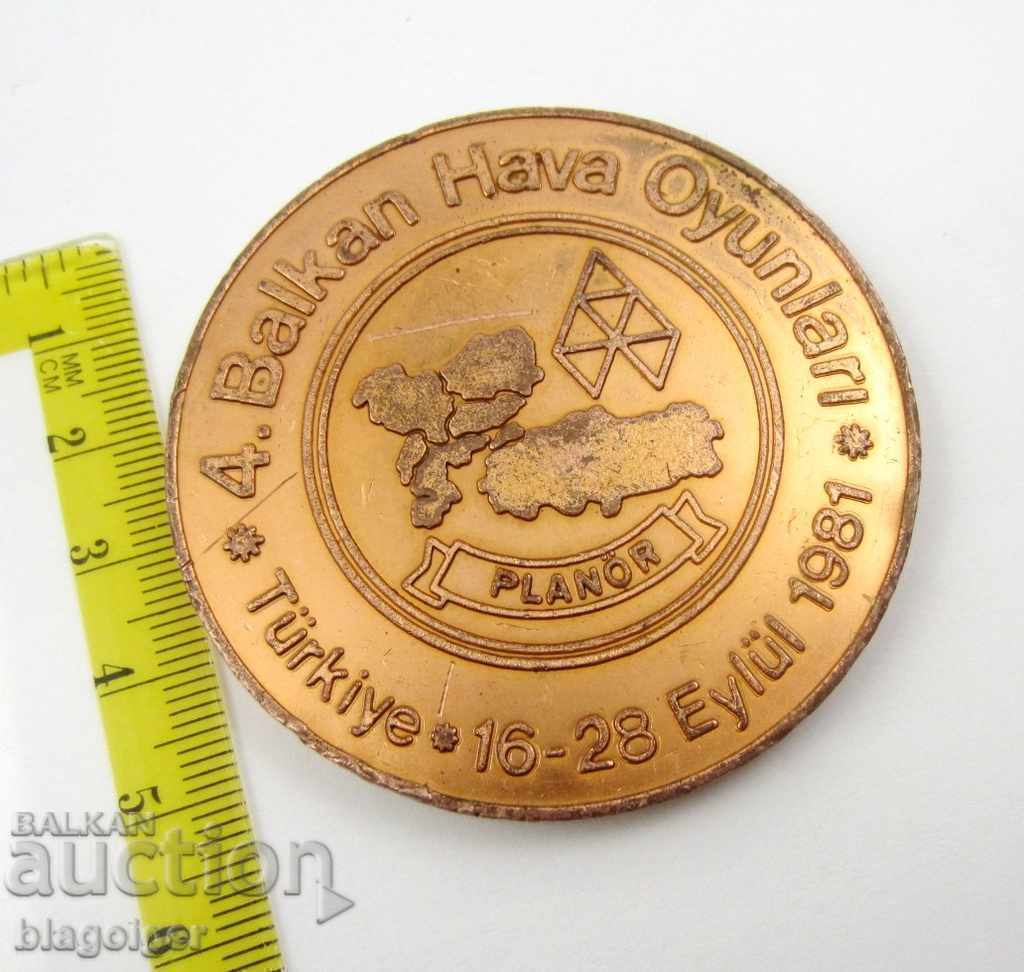 4. Balkan Hava Oyunları
* Türkiye * 16-28 Eylül 1981 *
PLANÖR
1
MM
CM
2
3
4
5
BALKAN
auction
blagoiger